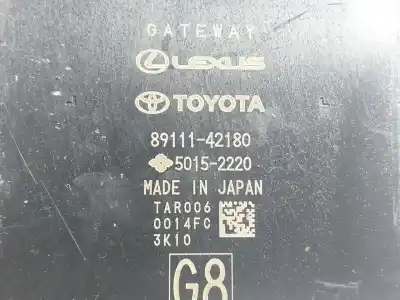 GATEWAY
LEXUS
TOYOTA
89111-42180
5015-2220
MADE IN JAPAN
TAR006
0014FC
3K10
G8